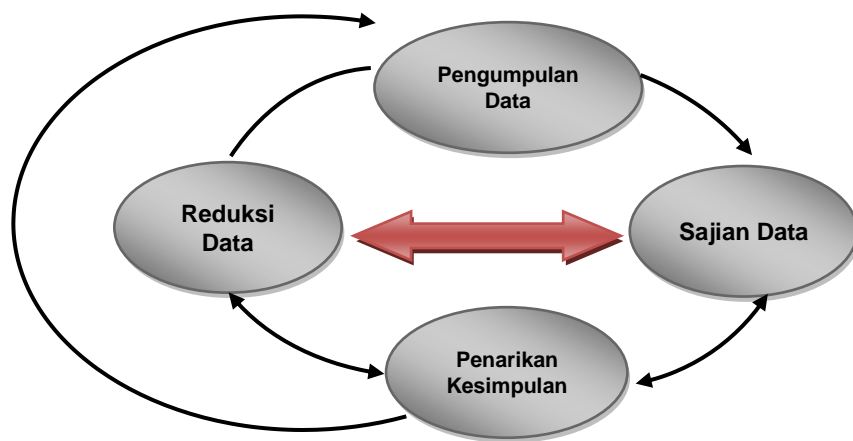 Pengumpulan
Data
Reduksi
Data
Sajian Data
Penarikan
Kesimpulan